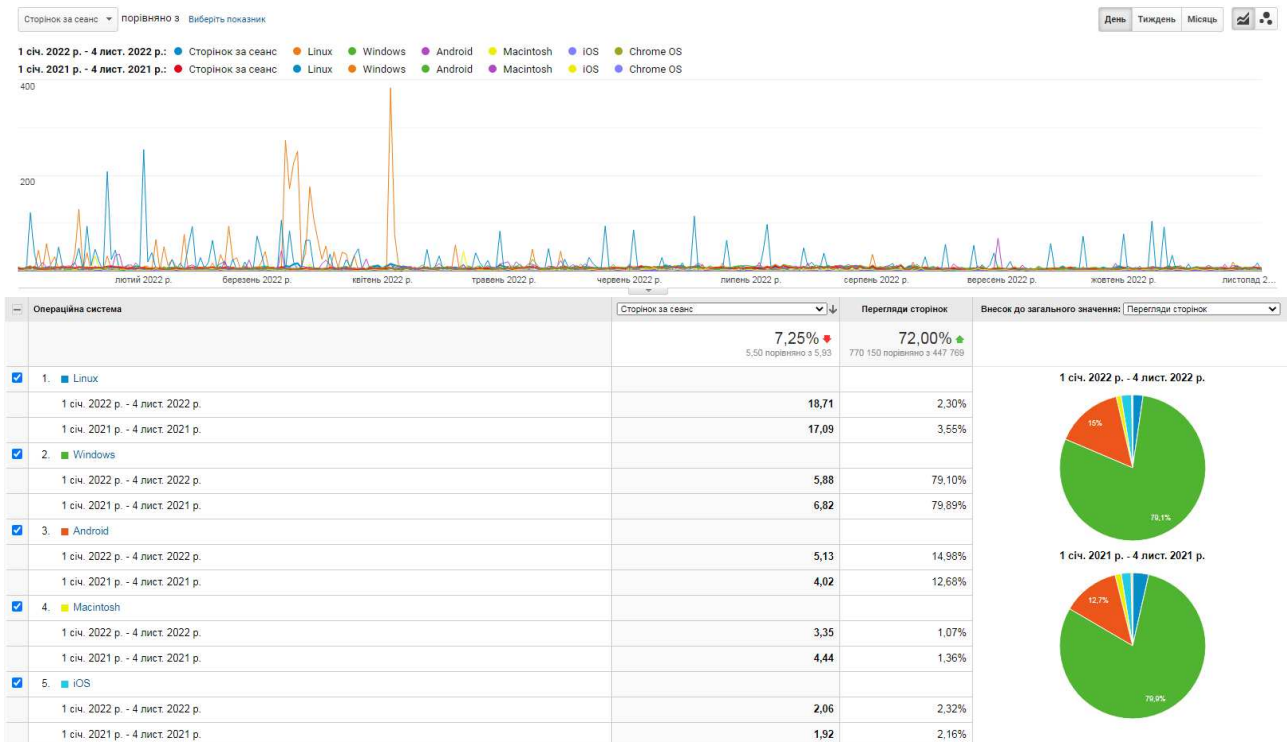 Сторінок за сеанс порівняно з Виберіть показник День Тиждень Місяць
1 січ. 2022 р. - 4 лист. 2022 р.: Сторінок за сеанс Linux Windows Android Macintosh iOS Chrome OS
1 січ. 2021 р. - 4 лист. 2021 р.: Сторінок за сеанс Linux Windows Android Macintosh iOS Chrome OS
400
200
лютий 2022 р. березень 2022 р. квітень 2022 р. травень 2022 р. червень 2022 р. липень 2022 р. серпень 2022 р. вересень 2022 р. жовтень 2022 р. листопад 2...
Операційна система Сторінок за сеанс Перегляди сторінок Внесок до загального значення: Перегляди сторінок
7,25% 72,00%
5,50 порівняно з 5,93 770 150 порівняно з 447 769
1. Linux
1 січ. 2022 р. - 4 лист. 2022 р. 18,71 2,30%
1 січ. 2021 р. - 4 лист. 2021 р. 17,09 3,55%
2. Windows
1 січ. 2022 р. - 4 лист. 2022 р. 5,88 79,10%
1 січ. 2021 р. - 4 лист. 2021 р. 6,82 79,89%
3. Android
1 січ. 2022 р. - 4 лист. 2022 р. 5,13 14,98%
1 січ. 2021 р. - 4 лист. 2021 р. 4,02 12,68%
4. Macintosh
1 січ. 2022 р. - 4 лист. 2022 р. 3,35 1,07%
1 січ. 2021 р. - 4 лист. 2021 р. 4,44 1,36%
5. iOS
1 січ. 2022 р. - 4 лист. 2022 р. 2,06 2,32%
1 січ. 2021 р. - 4 лист. 2021 р. 1,92 2,16%
1 січ. 2022 р. - 4 лист. 2022 р.
15%
79,1%
1 січ. 2021 р. - 4 лист. 2021 р.
12,7%
79,9%